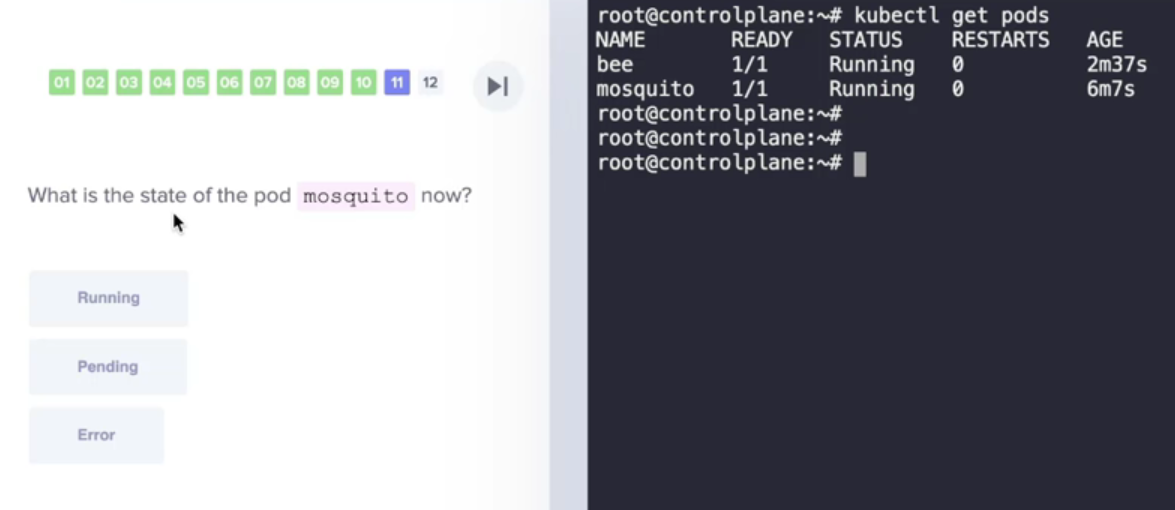 01 02 03 04 05 06 07 08 09 10 11 12
What is the state of the pod mosquito now?
Running
Pending
Error
root@controlplane:~# kubectl get pods
NAME READY STATUS RESTARTS AGE
bee 1/1 Running 0 2m37s
mosquito 1/1 Running 0 6m7s
root@controlplane:~#
root@controlplane:~#
root@controlplane:~#